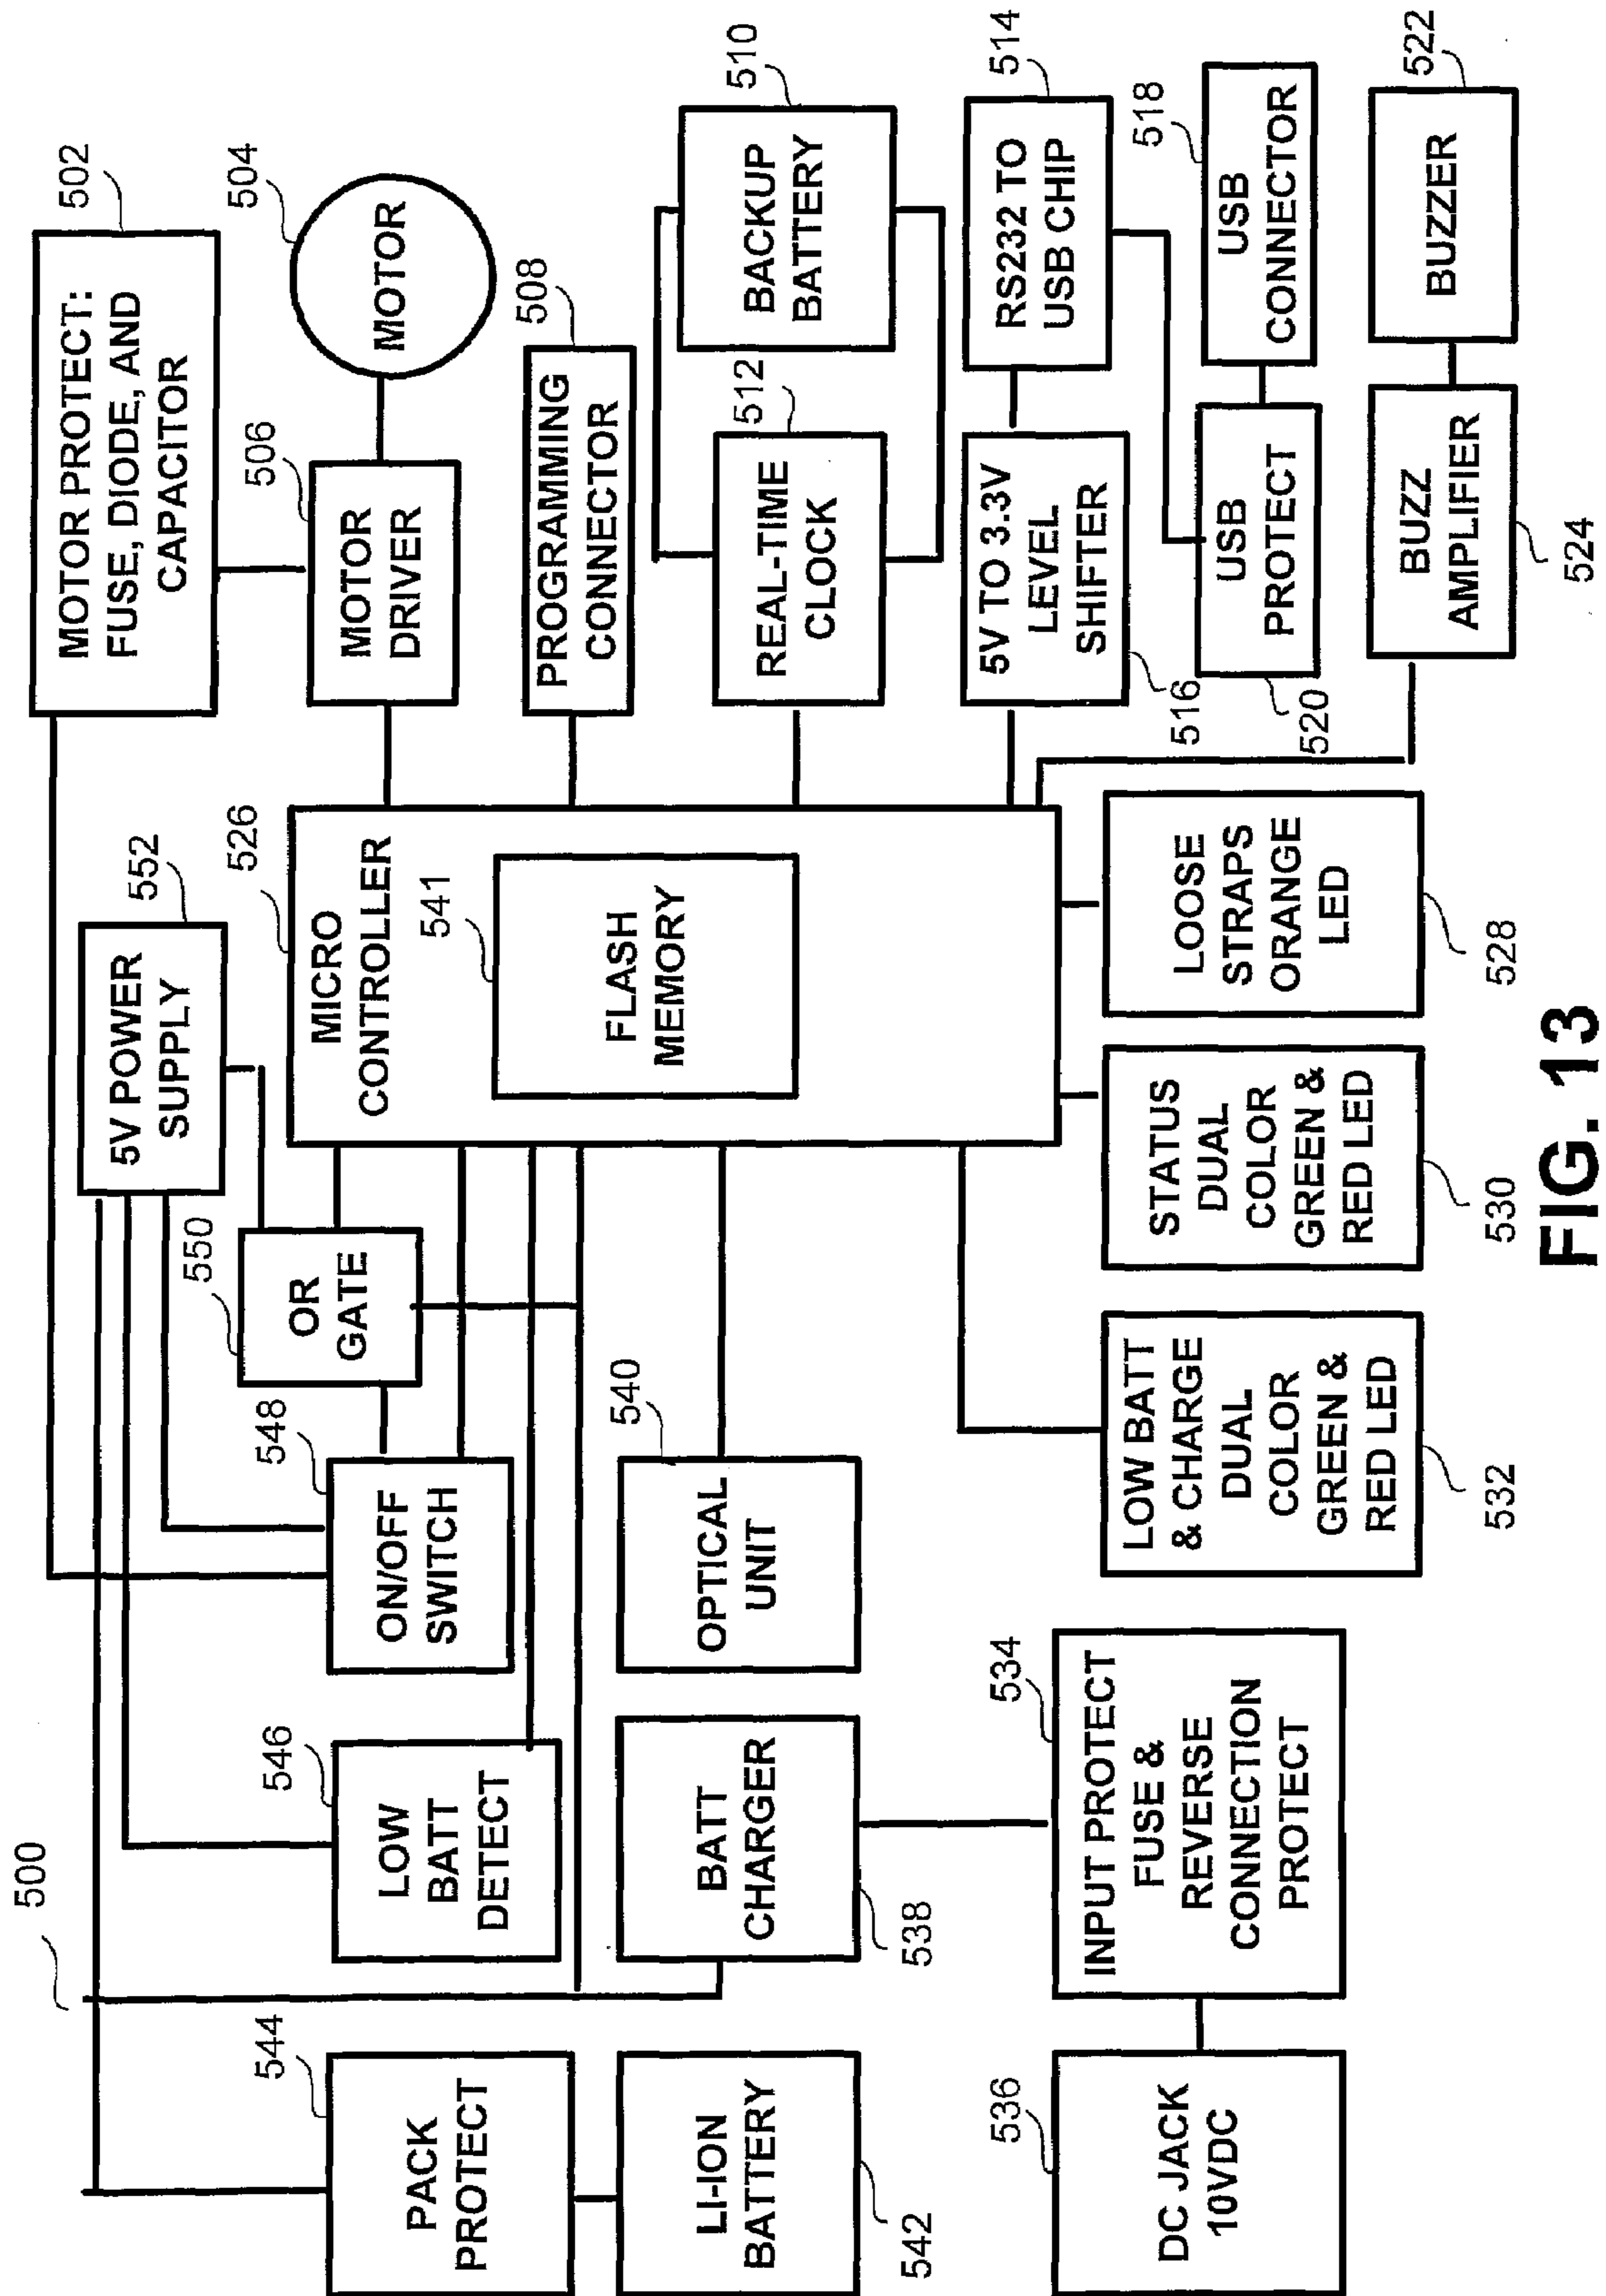 500
544
PACK
PROTECT
LI-ION
BATTERY
542
536
DC JACK
10VDC
546
LOW
BATT
DETECT
BATT
CHARGER
538
534
INPUT PROTECT
FUSE &
REVERSE
CONNECTION
PROTECT
548
ON/OFF
SWITCH
540
OPTICAL
UNIT
LOW BATT
& CHARGE
DUAL
COLOR
GREEN &
RED LED
532
550
OR
GATE
552
5V POWER
SUPPLY
526
MICRO
CONTROLLER
541
FLASH
MEMORY
STATUS
DUAL
COLOR
GREEN &
RED LED
530
LOOSE
STRAPS
ORANGE
LED
528
502
MOTOR PROTECT:
FUSE, DIODE, AND
CAPACITOR
504
MOTOR
506
MOTOR
DRIVER
508
PROGRAMMING
CONNECTOR
510
BACKUP
BATTERY
512
REAL-TIME
CLOCK
514
RS232 TO
USB CHIP
5V TO 3.3V
LEVEL
SHIFTER
516
518
USB
CONNECTOR
USB
PROTECT
520
522
BUZZER
BUZZ
AMPLIFIER
524
FIG. 13